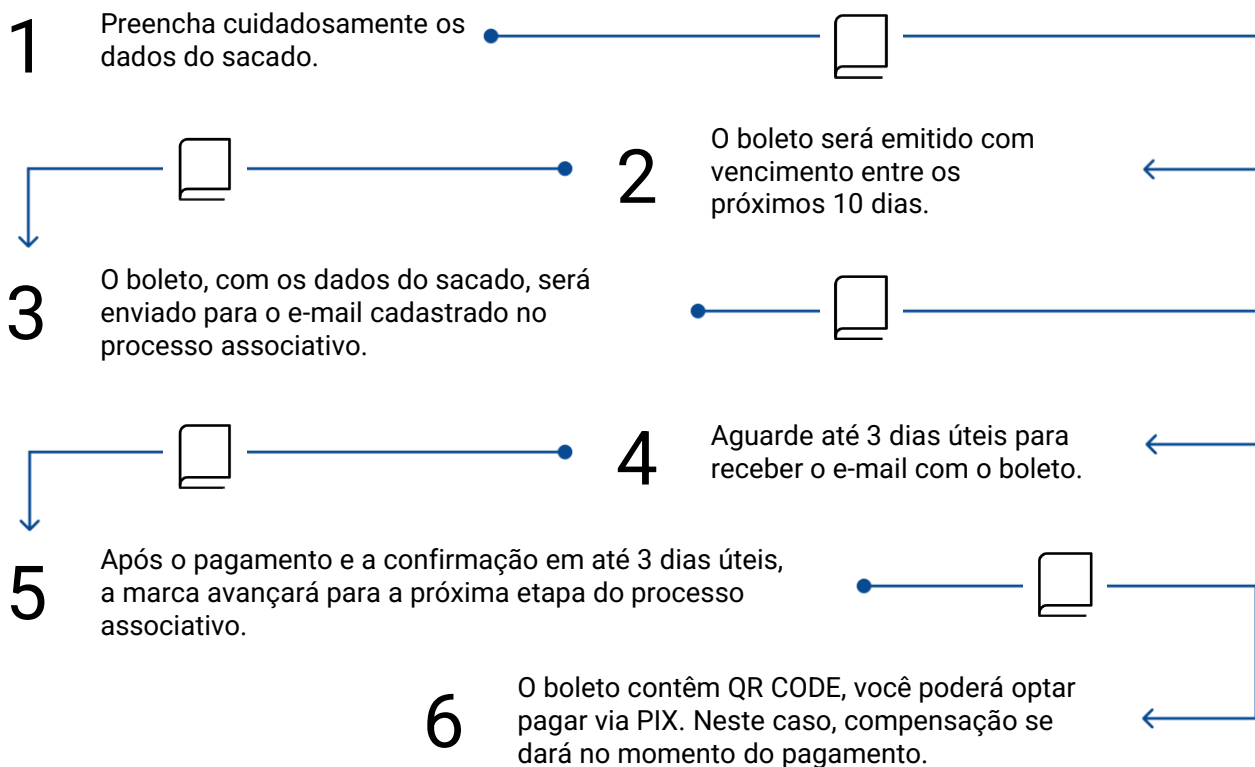 1
Preencha cuidadosamente os
dados do sacado.
2
O boleto será emitido com
vencimento entre os
próximos 10 dias.
3
O boleto, com os dados do sacado, será
enviado para o e-mail cadastrado no
processo associativo.
4
Aguarde até 3 dias úteis para
receber o e-mail com o boleto.
5
Após o pagamento e a confirmação em até 3 dias úteis,
a marca avançará para a próxima etapa do processo
associativo.
6
O boleto contêm QR CODE, você poderá optar
pagar via PIX. Neste caso, compensação se
dará no momento do pagamento.